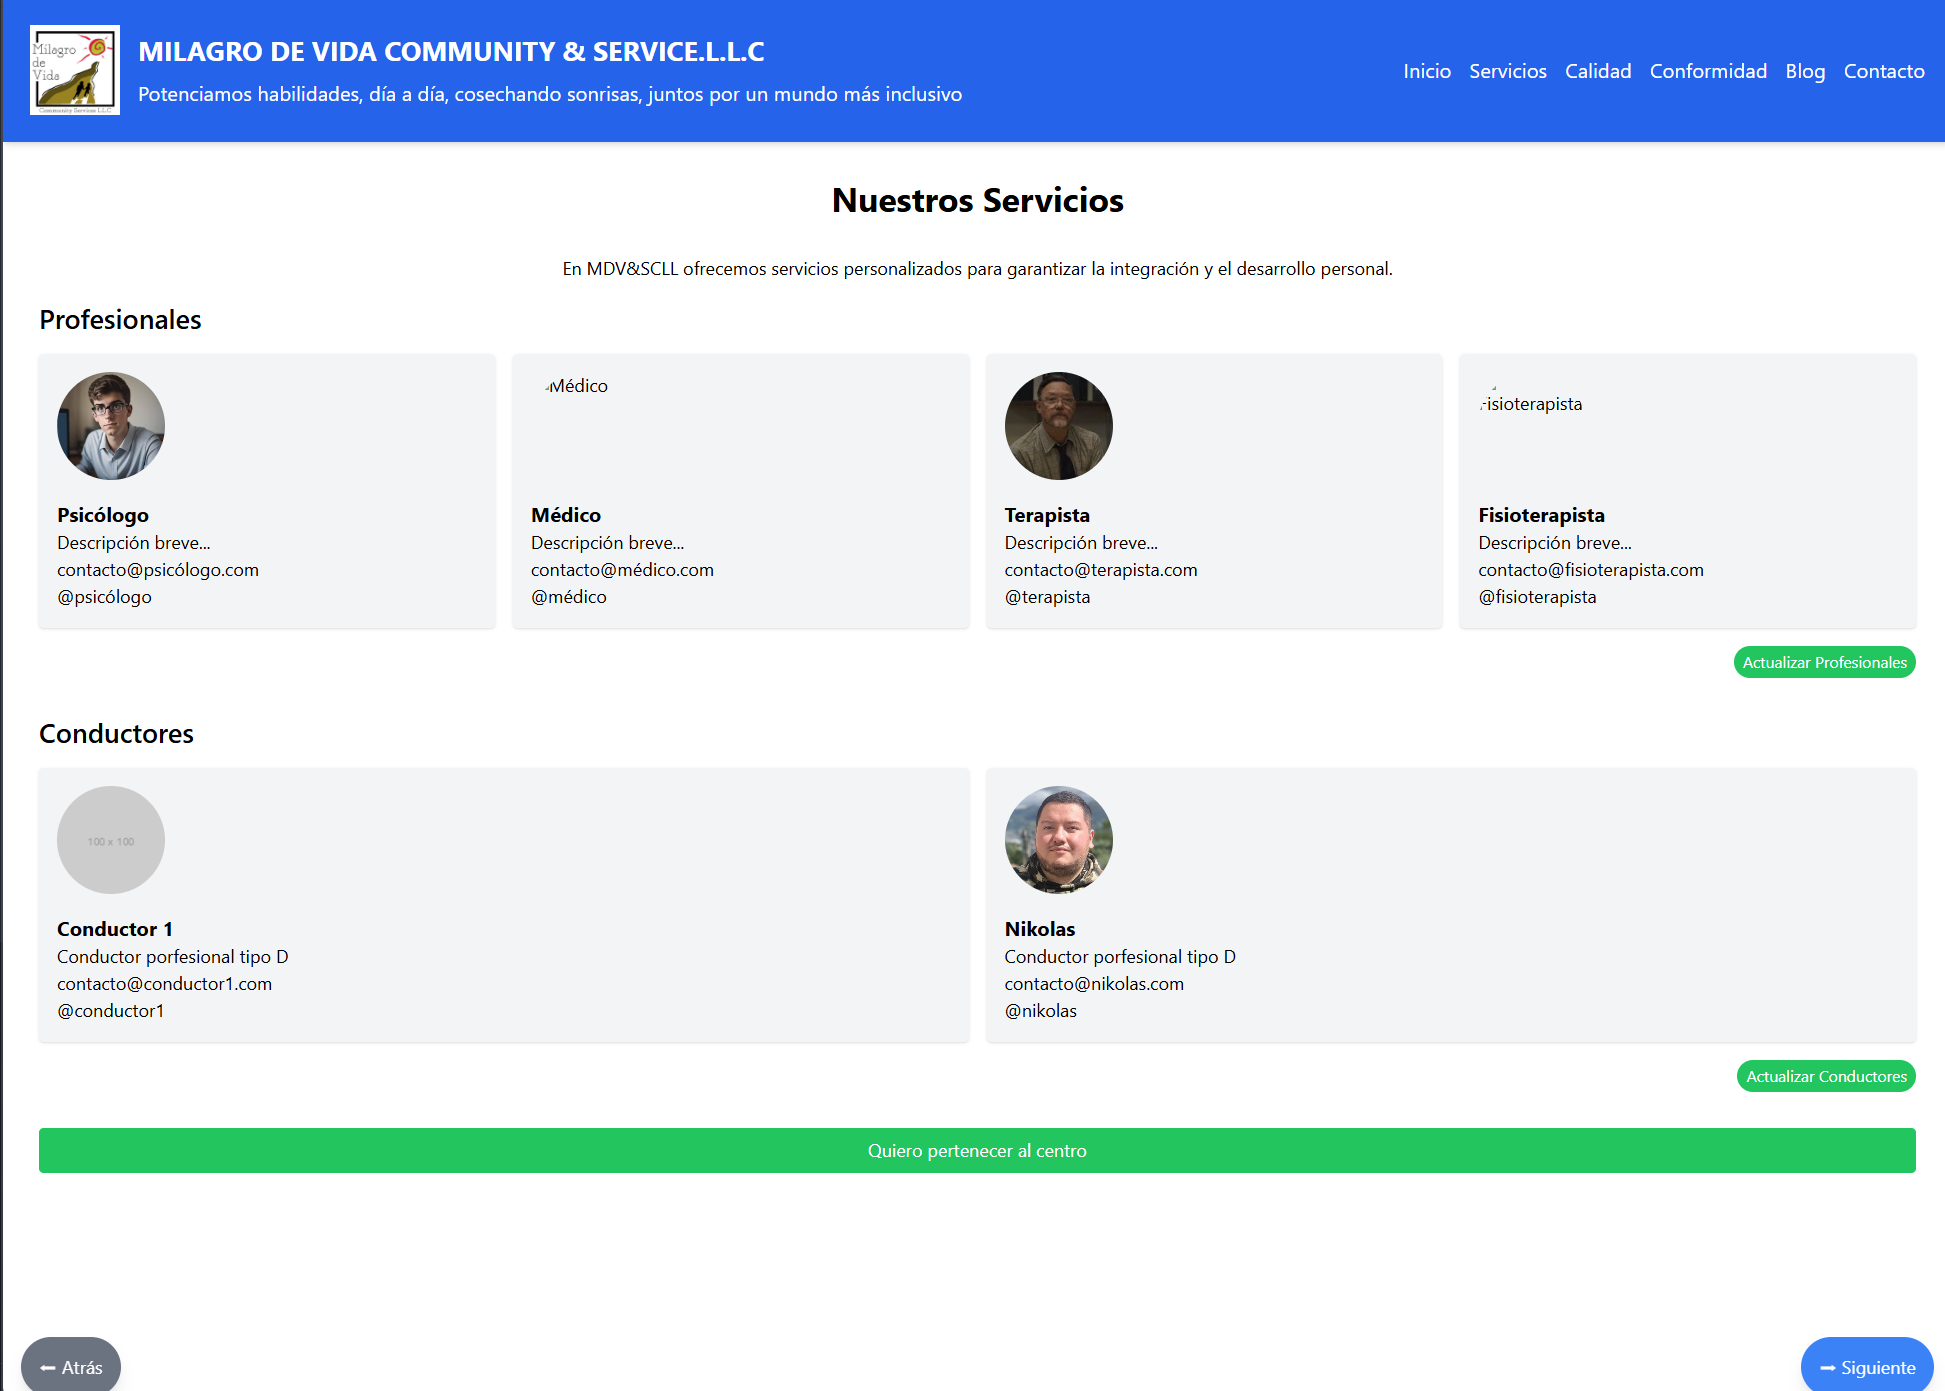 Milagro
de
Vida
Community Services L.L.C
MILAGRO DE VIDA COMMUNITY & SERVICE.L.L.C
Potenciamos habilidades, día a día, cosechando sonrisas, juntos por un mundo más inclusivo
Inicio Servicios Calidad Conformidad Blog Contacto
Nuestros Servicios
En MDV&SCLL ofrecemos servicios personalizados para garantizar la integración y el desarrollo personal.
Profesionales
Psicólogo
Descripción breve...
contacto@psicólogo.com
@psicólogo
Médico
Médico
Descripción breve...
contacto@médico.com
@médico
Terapista
Descripción breve...
contacto@terapista.com
@terapista
Fisioterapista
Fisioterapista
Descripción breve...
contacto@fisioterapista.com
@fisioterapista
Actualizar Profesionales
Conductores
100 x 100
Conductor 1
Conductor porfesional tipo D
contacto@conductor1.com
@conductor1
Nikolas
Conductor porfesional tipo D
contacto@nikolas.com
@nikolas
Actualizar Conductores
Quiero pertenecer al centro
⬅ Atrás
➡ Siguiente